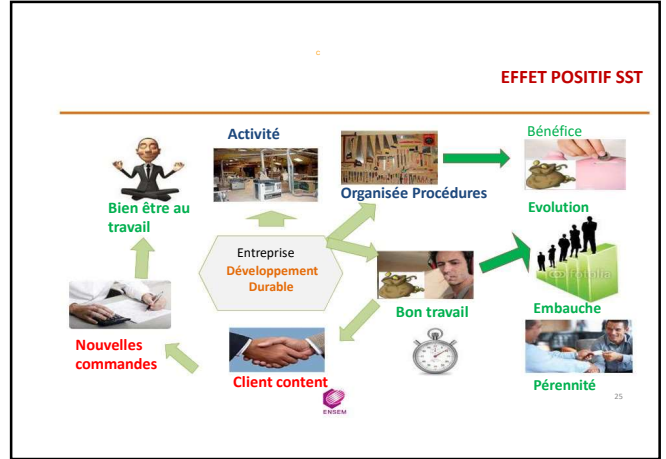 c
EFFET POSITIF SST
Activité
Bénéfice
Organisée Procédures
Bien être au
travail
Evolution
Entreprise
Développement
Durable
fotolia
Bon travail
Embauche
Nouvelles
commandes
Client content
Pérennité
ENSEM
25